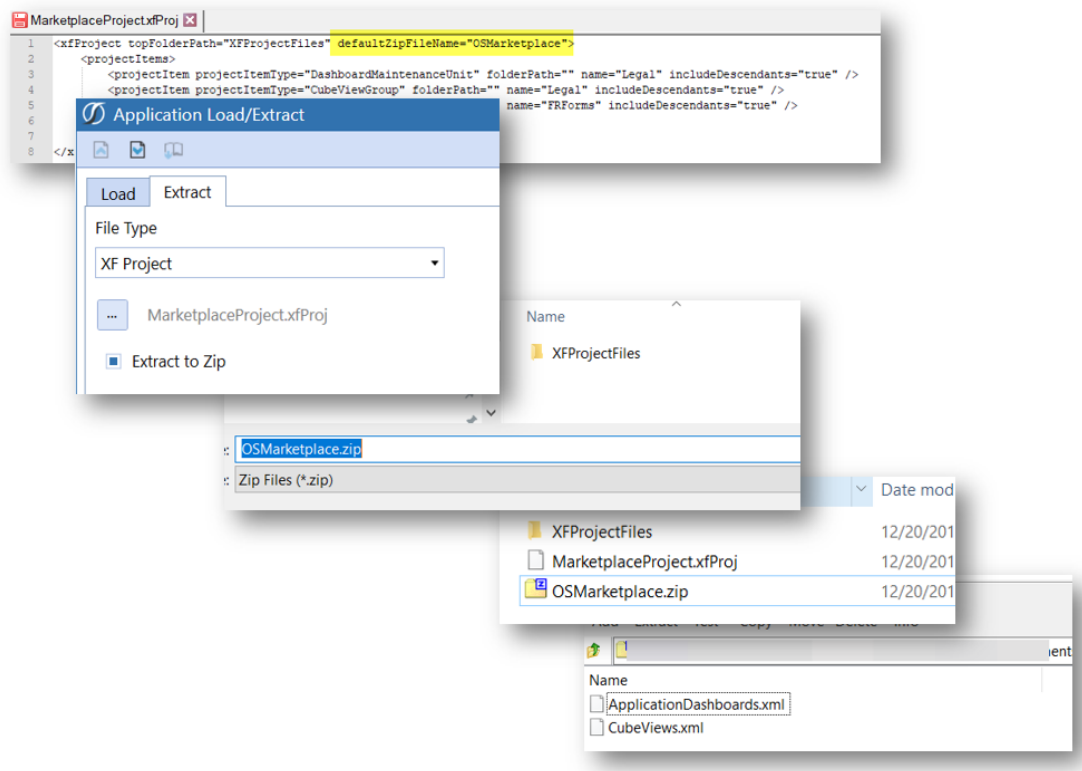 MarketplaceProject.xfProj
1 <xfProject topFolderPath="XFProjectFiles" defaultZipFileName="OSMarketplace">
2 <projectItems>
3 <projectItem projectItemType="DashboardMaintenanceUnit" folderPath="" name="Legal" includeDescendants="true" />
4 <projectItem projectItemType="CubeViewGroup" folderPath="" name="Legal" includeDescendants="true" />
5 name="FRForms" includeDescendants="true" />
6
7
8 </x
Application Load/Extract
Load Extract
File Type
XF Project
... MarketplaceProject.xfProj
Extract to Zip
Name
XFProjectFiles
e: OSMarketplace.zip
e: Zip Files (*.zip)
Date mod
XFProjectFiles 12/20/201
MarketplaceProject.xfProj 12/20/201
OSMarketplace.zip 12/20/201
Add Extract Test Copy Move Delete Info
ent
Name
ApplicationDashboards.xml
CubeViews.xml